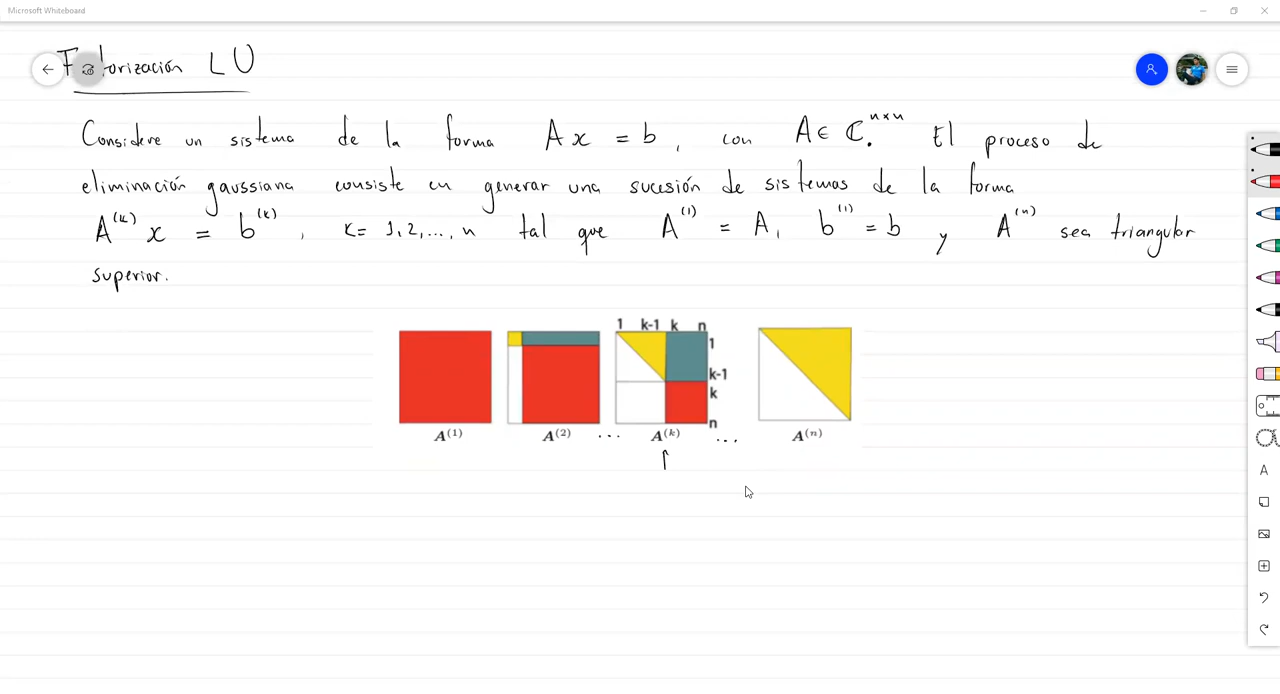 Microsoft Whiteboard
Factorización LU
Considere un sistema de la forma Ax = b, con A ∈ ℂ^{n×n}. El proceso de
eliminación gaussiana consiste en generar una sucesión de sistemas de la forma
A^{(k)} x = b^{(k)}, k = 1, 2, ..., n tal que A^{(1)} = A, b^{(1)} = b y A^{(n)} sea triangular
superior.
1 k-1 k n
1
k-1
k
n
A^{(1)} A^{(2)} ... A^{(k)} ... A^{(n)}
A